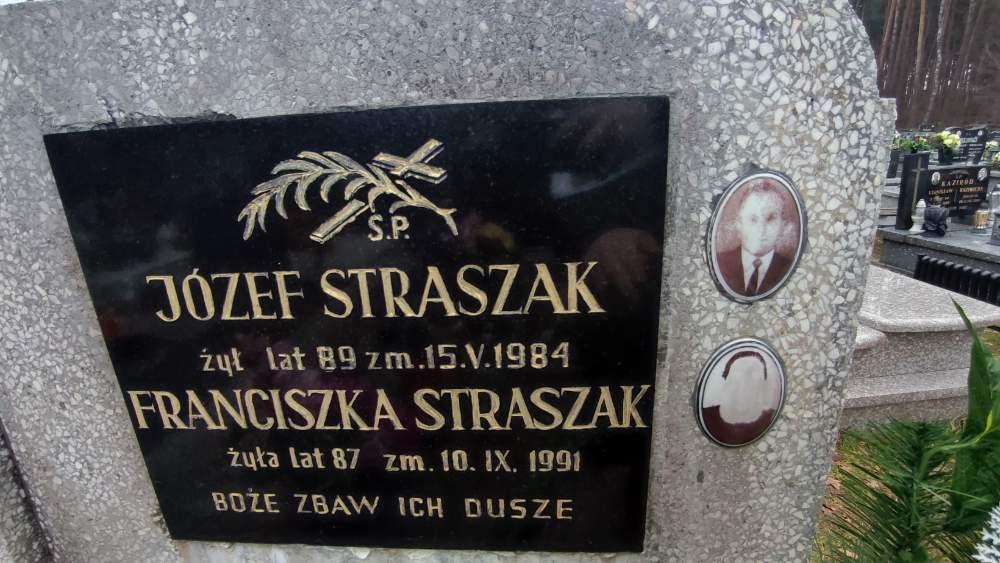 Ś.P.
JÓZEF STRASZAK
żył lat 89 zm. 15.V.1984
FRANCISZKA STRASZAK
żyła lat 87 zm. 10. IX. 1991
BOŻE ZBAW ICH DUSZE
KAZIRÓD